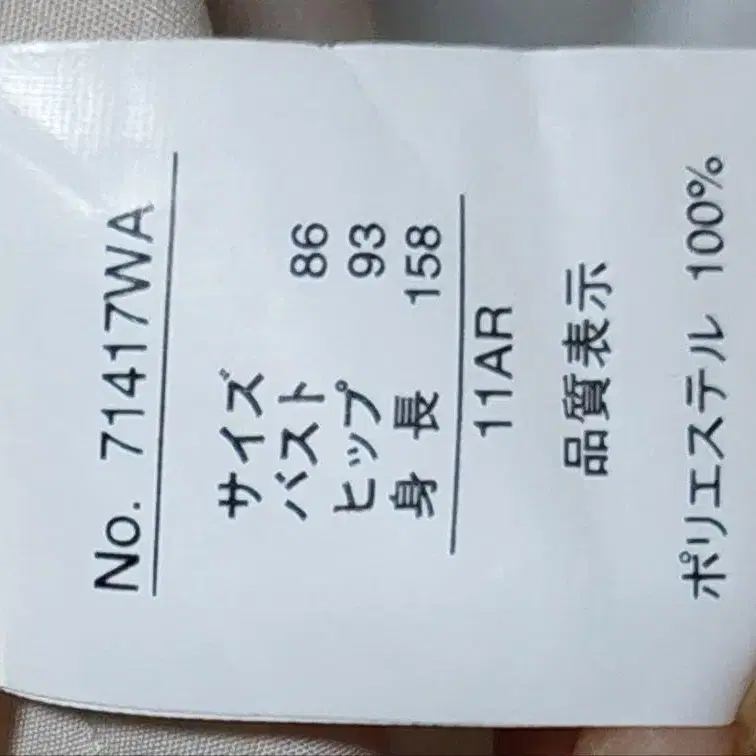 No. 71417WA
サイズ
バスト 86
ヒップ 93
身長 158
11AR
品質表示
ポリエステル 100%